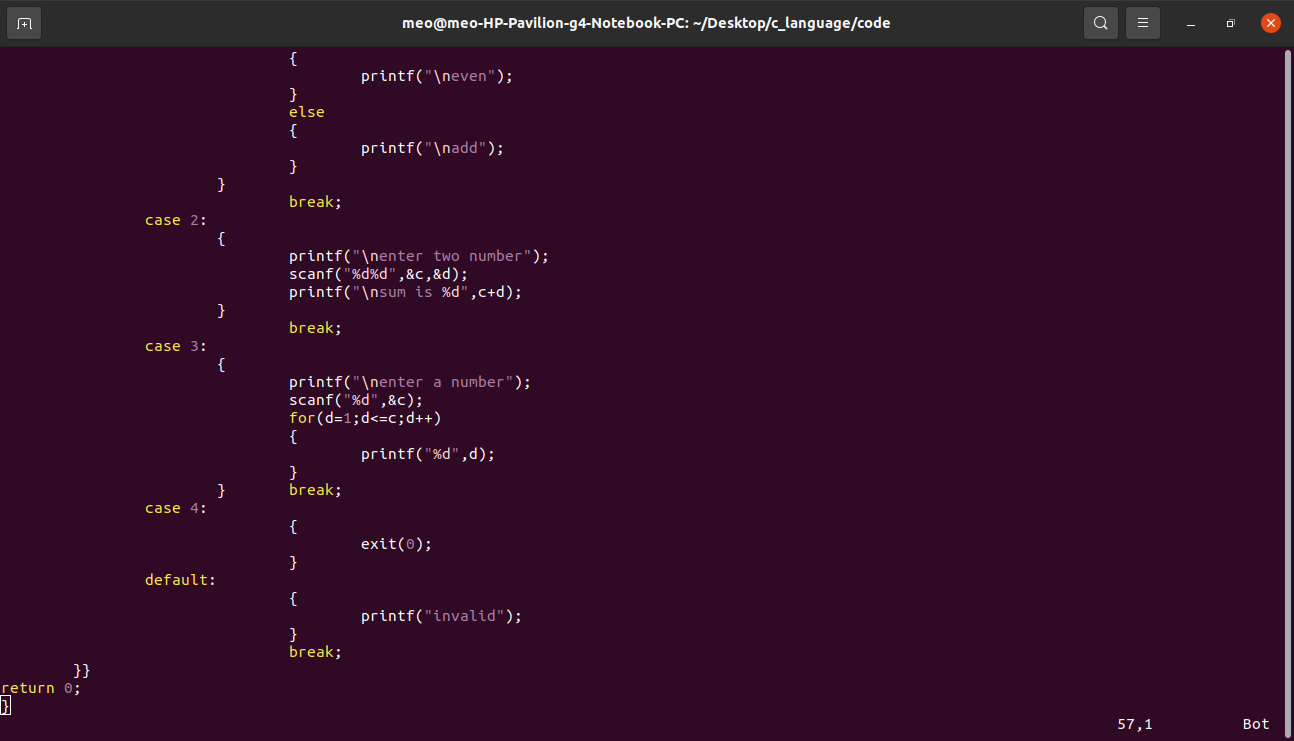 meo@meo-HP-Pavilion-g4-Notebook-PC: ~/Desktop/c_language/code
{
printf("\neven");
}
else
{
printf("\nadd");
}
}
break;
case 2:
{
printf("\nenter two number");
scanf("%d%d",&c,&d);
printf("\nsum is %d",c+d);
}
break;
case 3:
{
printf("\nenter a number");
scanf("%d",&c);
for(d=1;d<=c;d++)
{
printf("%d",d);
}
} break;
case 4:
{
exit(0);
}
default:
{
printf("invalid");
}
break;
}}
return 0;
}
57,1 Bot